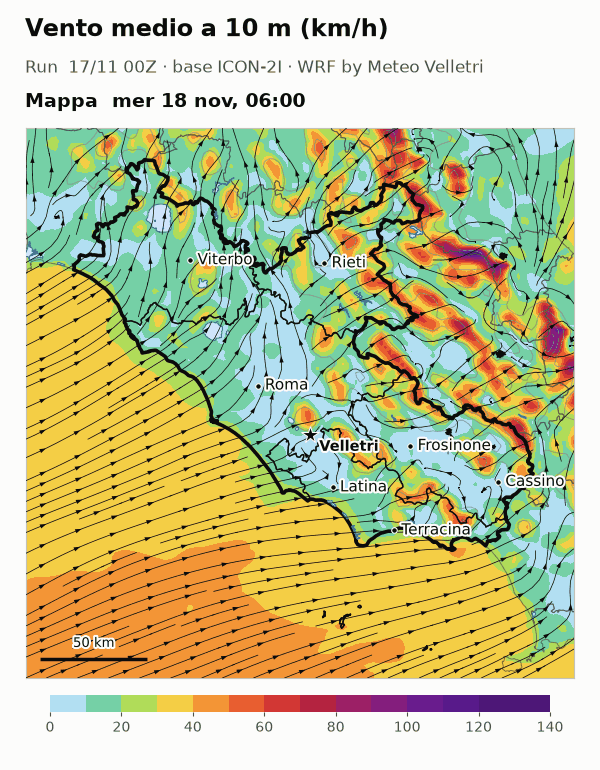 Vento medio a 10 m (km/h)
Run 17/11 00Z · base ICON-2I · WRF by Meteo Velletri
Mappa mer 18 nov, 06:00
Viterbo
Rieti
Roma
Velletri
Frosinone
Latina
Cassino
Terracina
50 km
0 20 40 60 80 100 120 140